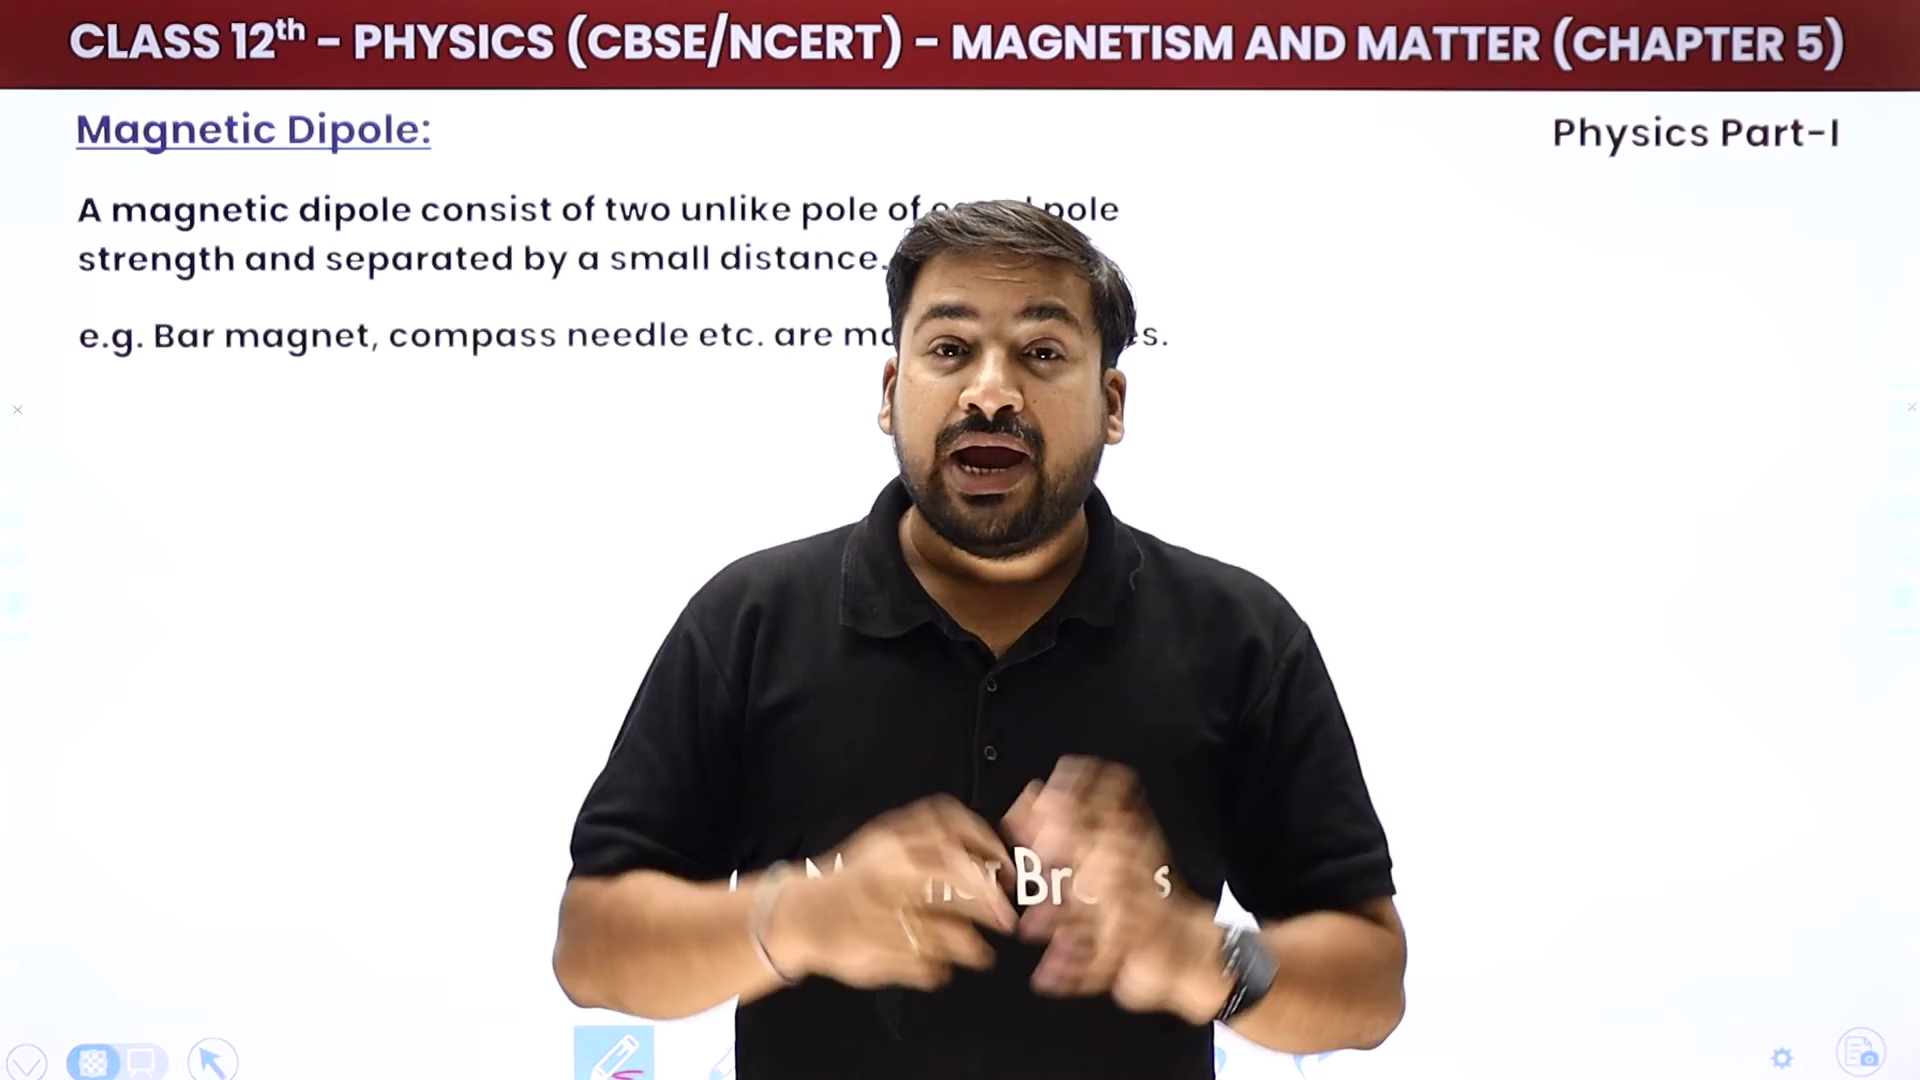 CLASS 12th - PHYSICS (CBSE/NCERT) - MAGNETISM AND MATTER (CHAPTER 5)
Magnetic Dipole:
Physics Part-I
A magnetic dipole consist of two unlike pole of pole
strength and separated by a small distance.
e.g. Bar magnet, compass needle etc. are